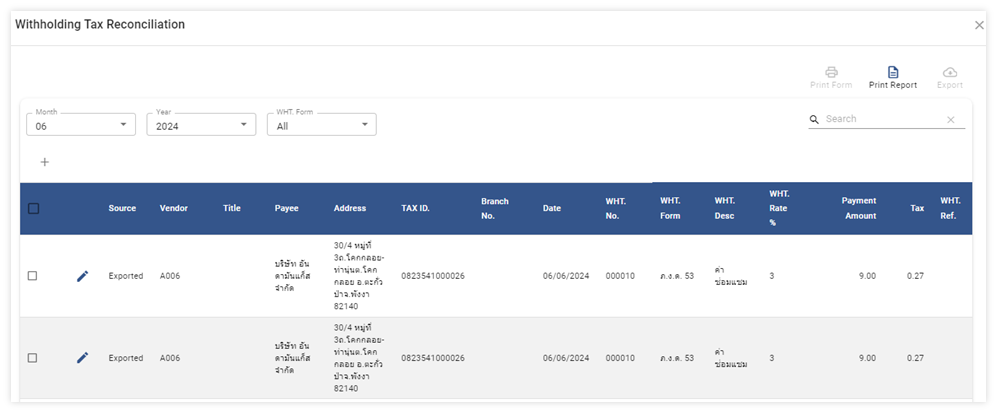 Withholding Tax Reconciliation
Print Form Print Report Export
Month Year WHT. Form
06 2024 All Search
Source Vendor Title Payee Address TAX ID. Branch No. Date WHT. No. WHT. Form WHT. Desc WHT. Rate % Payment Amount Tax WHT. Ref.
30/4 หมู่ที่
3ถ.โคกกลอย-
บริษัท อัน ท่านุ่นต.โคก ค่า
Exported A006 ดามันแก็ส กลอย อ.ตะกั่ว 0823541000026 06/06/2024 000010 ภ.ง.ด. 53 ซ่อมแซม 3 9.00 0.27
จำกัด ป่าจ.พังงา
82140
30/4 หมู่ที่
3ถ.โคกกลอย-
บริษัท อัน ท่านุ่นต.โคก ค่า
Exported A006 ดามันแก็ส กลอย อ.ตะกั่ว 0823541000026 06/06/2024 000010 ภ.ง.ด. 53 ซ่อมแซม 3 9.00 0.27
จำกัด ป่าจ.พังงา
82140